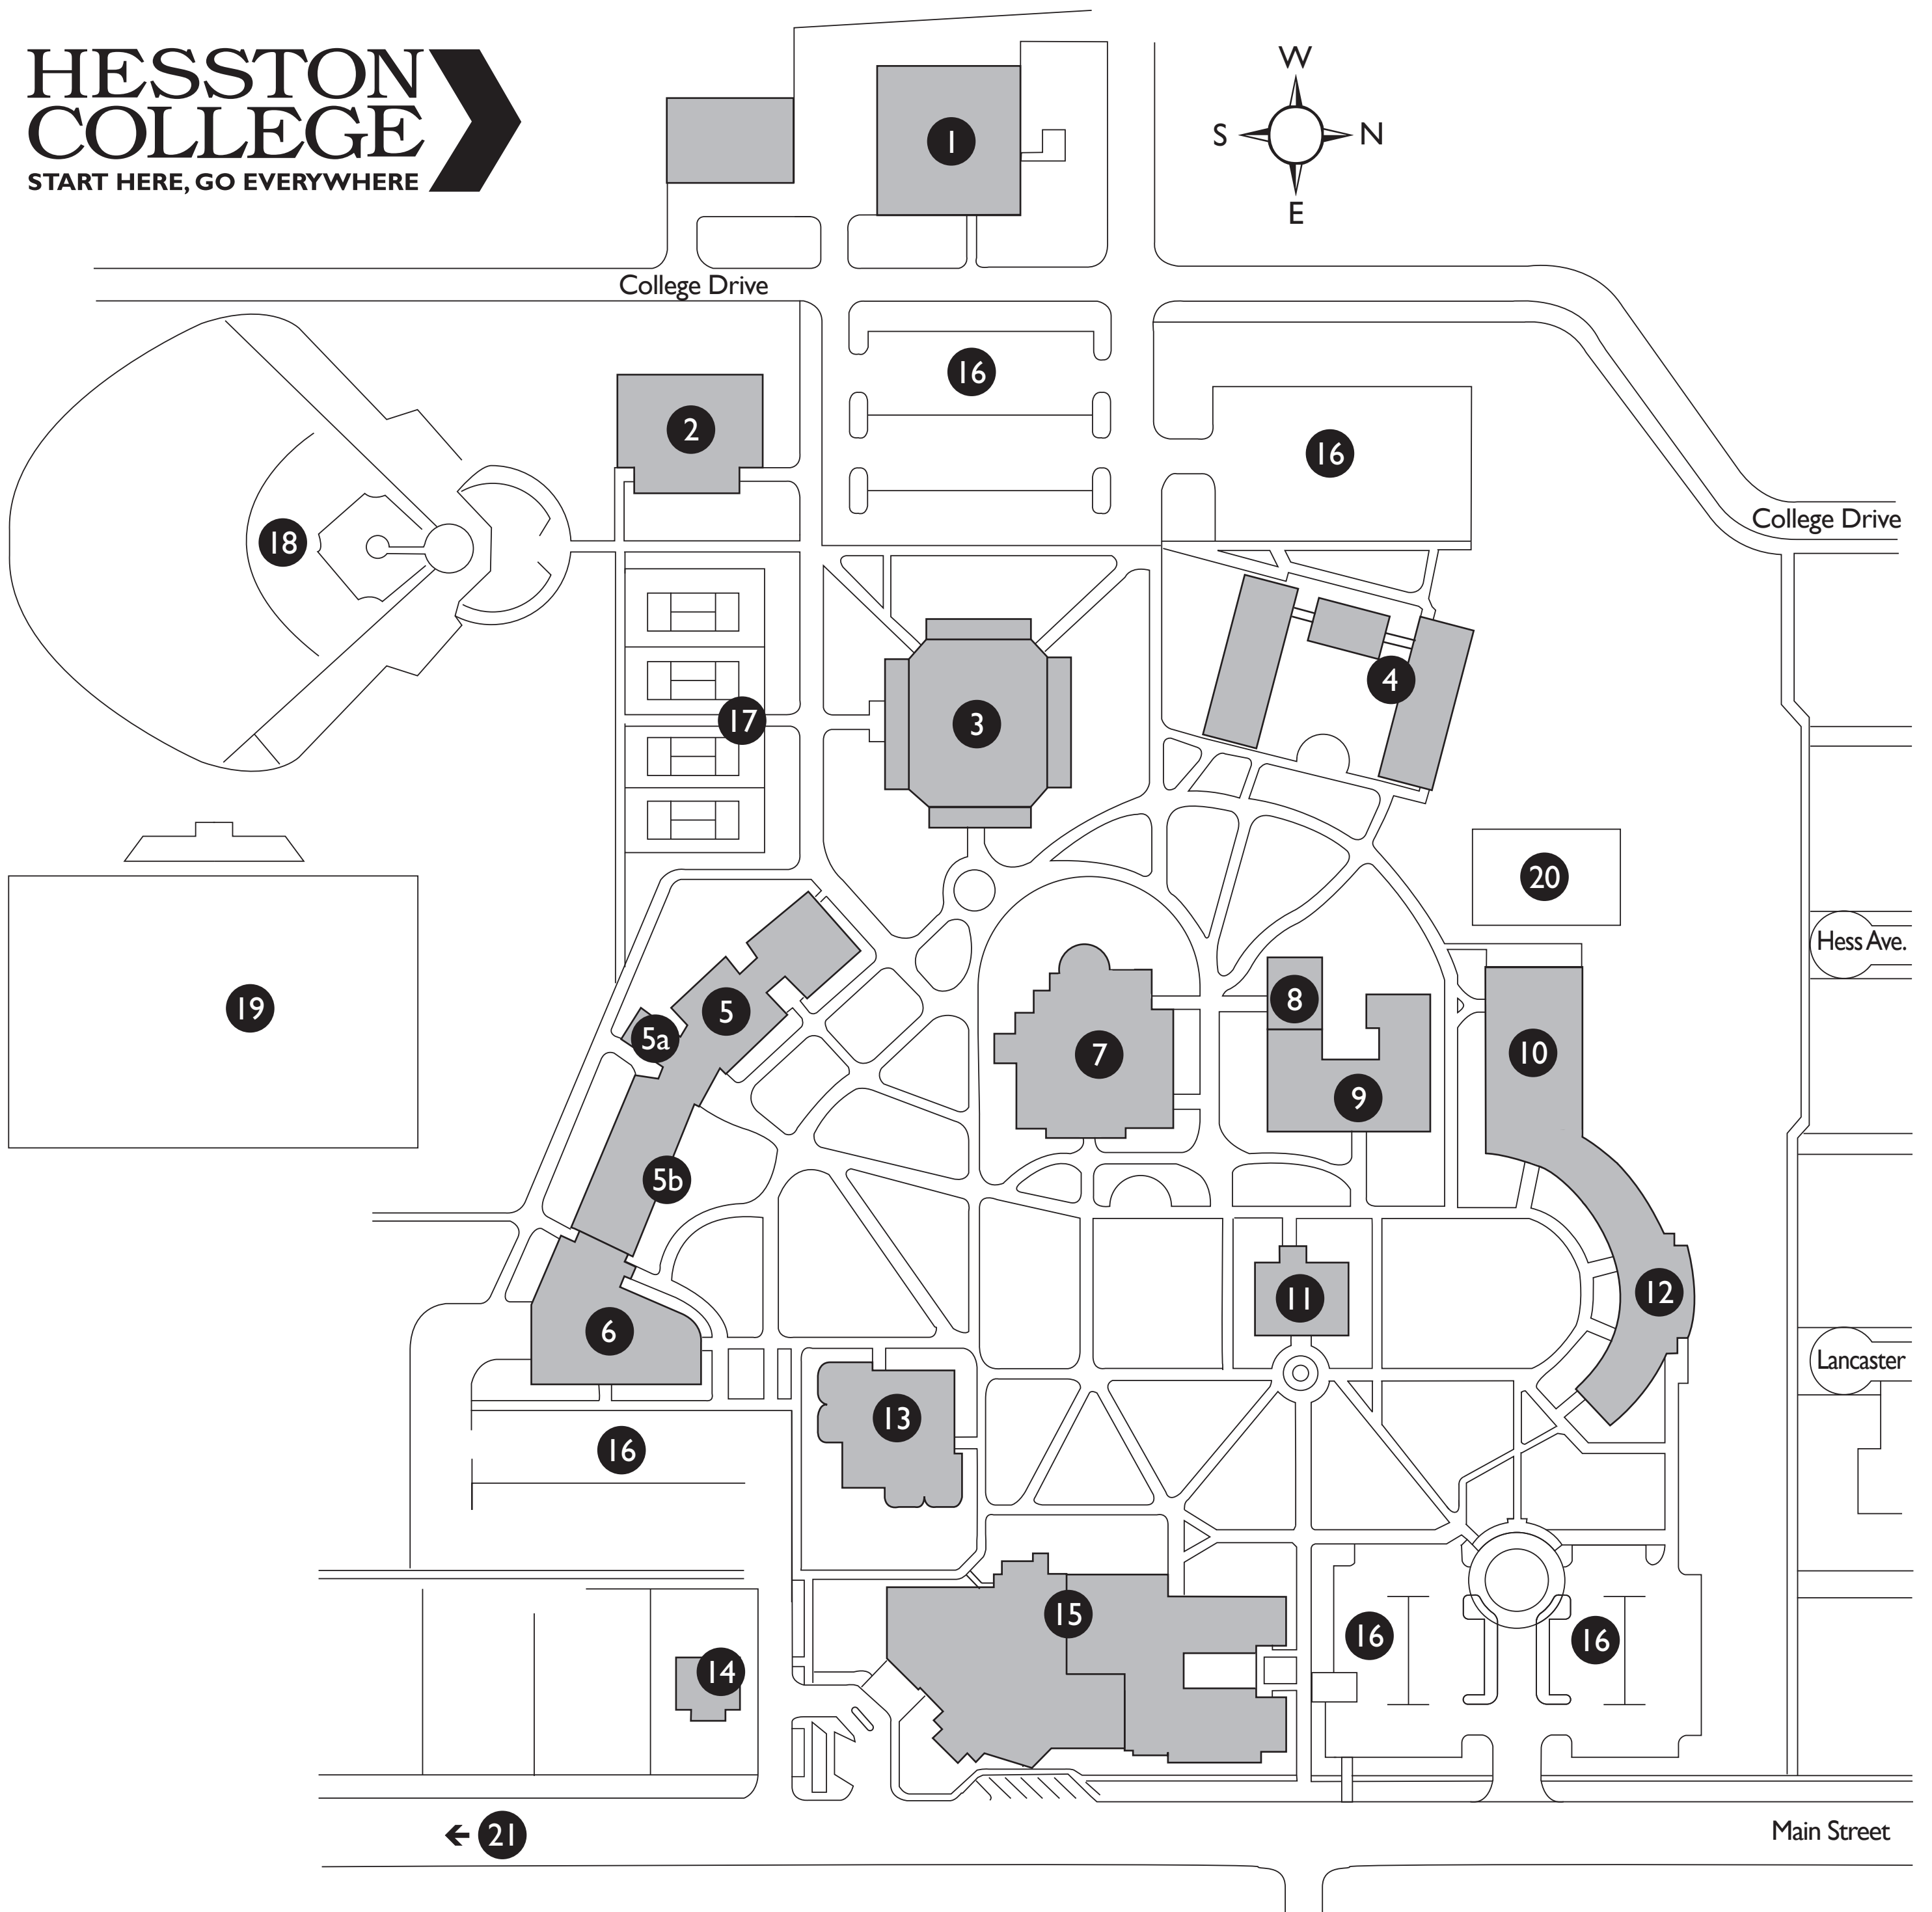 HESSTON
COLLEGE
START HERE, GO EVERYWHERE
W
S N
E
1
College Drive
16
2
16
College Drive
18
4
17
3
20
Hess Ave.
19
5
5a
8
7
10
9
5b
12
11
6
Lancaster
13
16
15
16
16
14
21
Main Street